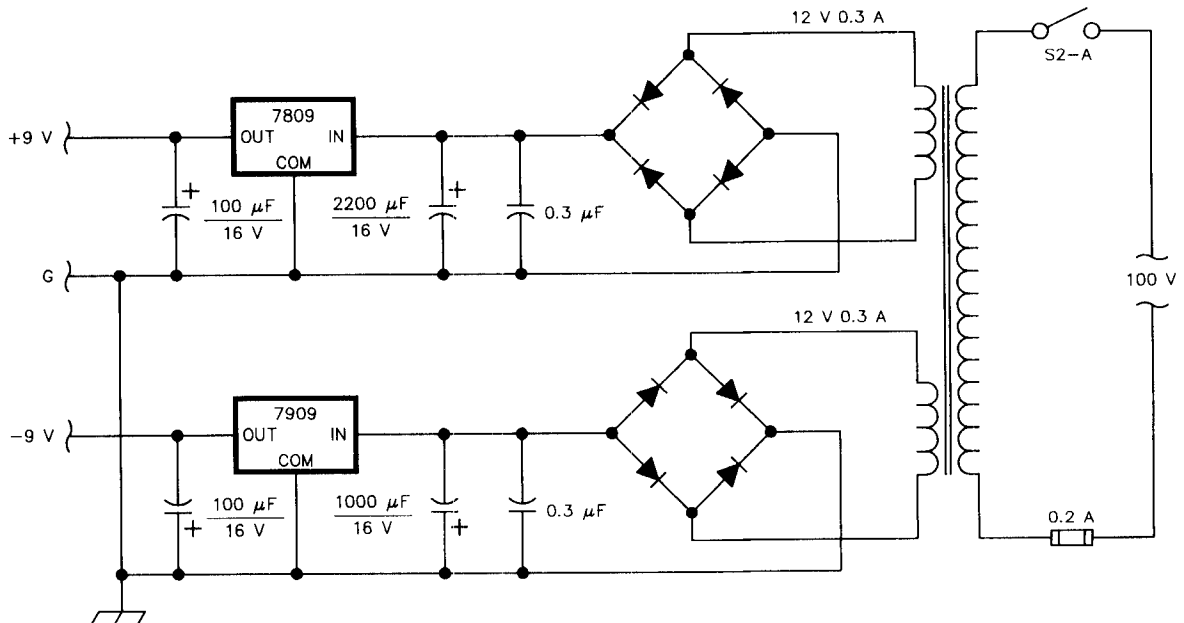 12 V 0.3 A
S2-A
+9 V
7809
OUT IN
COM
+
100 µF
16 V
2200 µF
16 V
+
0.3 µF
G
100 V
12 V 0.3 A
-9 V
7909
OUT IN
COM
100 µF
16 V
+
1000 µF
16 V
+
0.3 µF
0.2 A